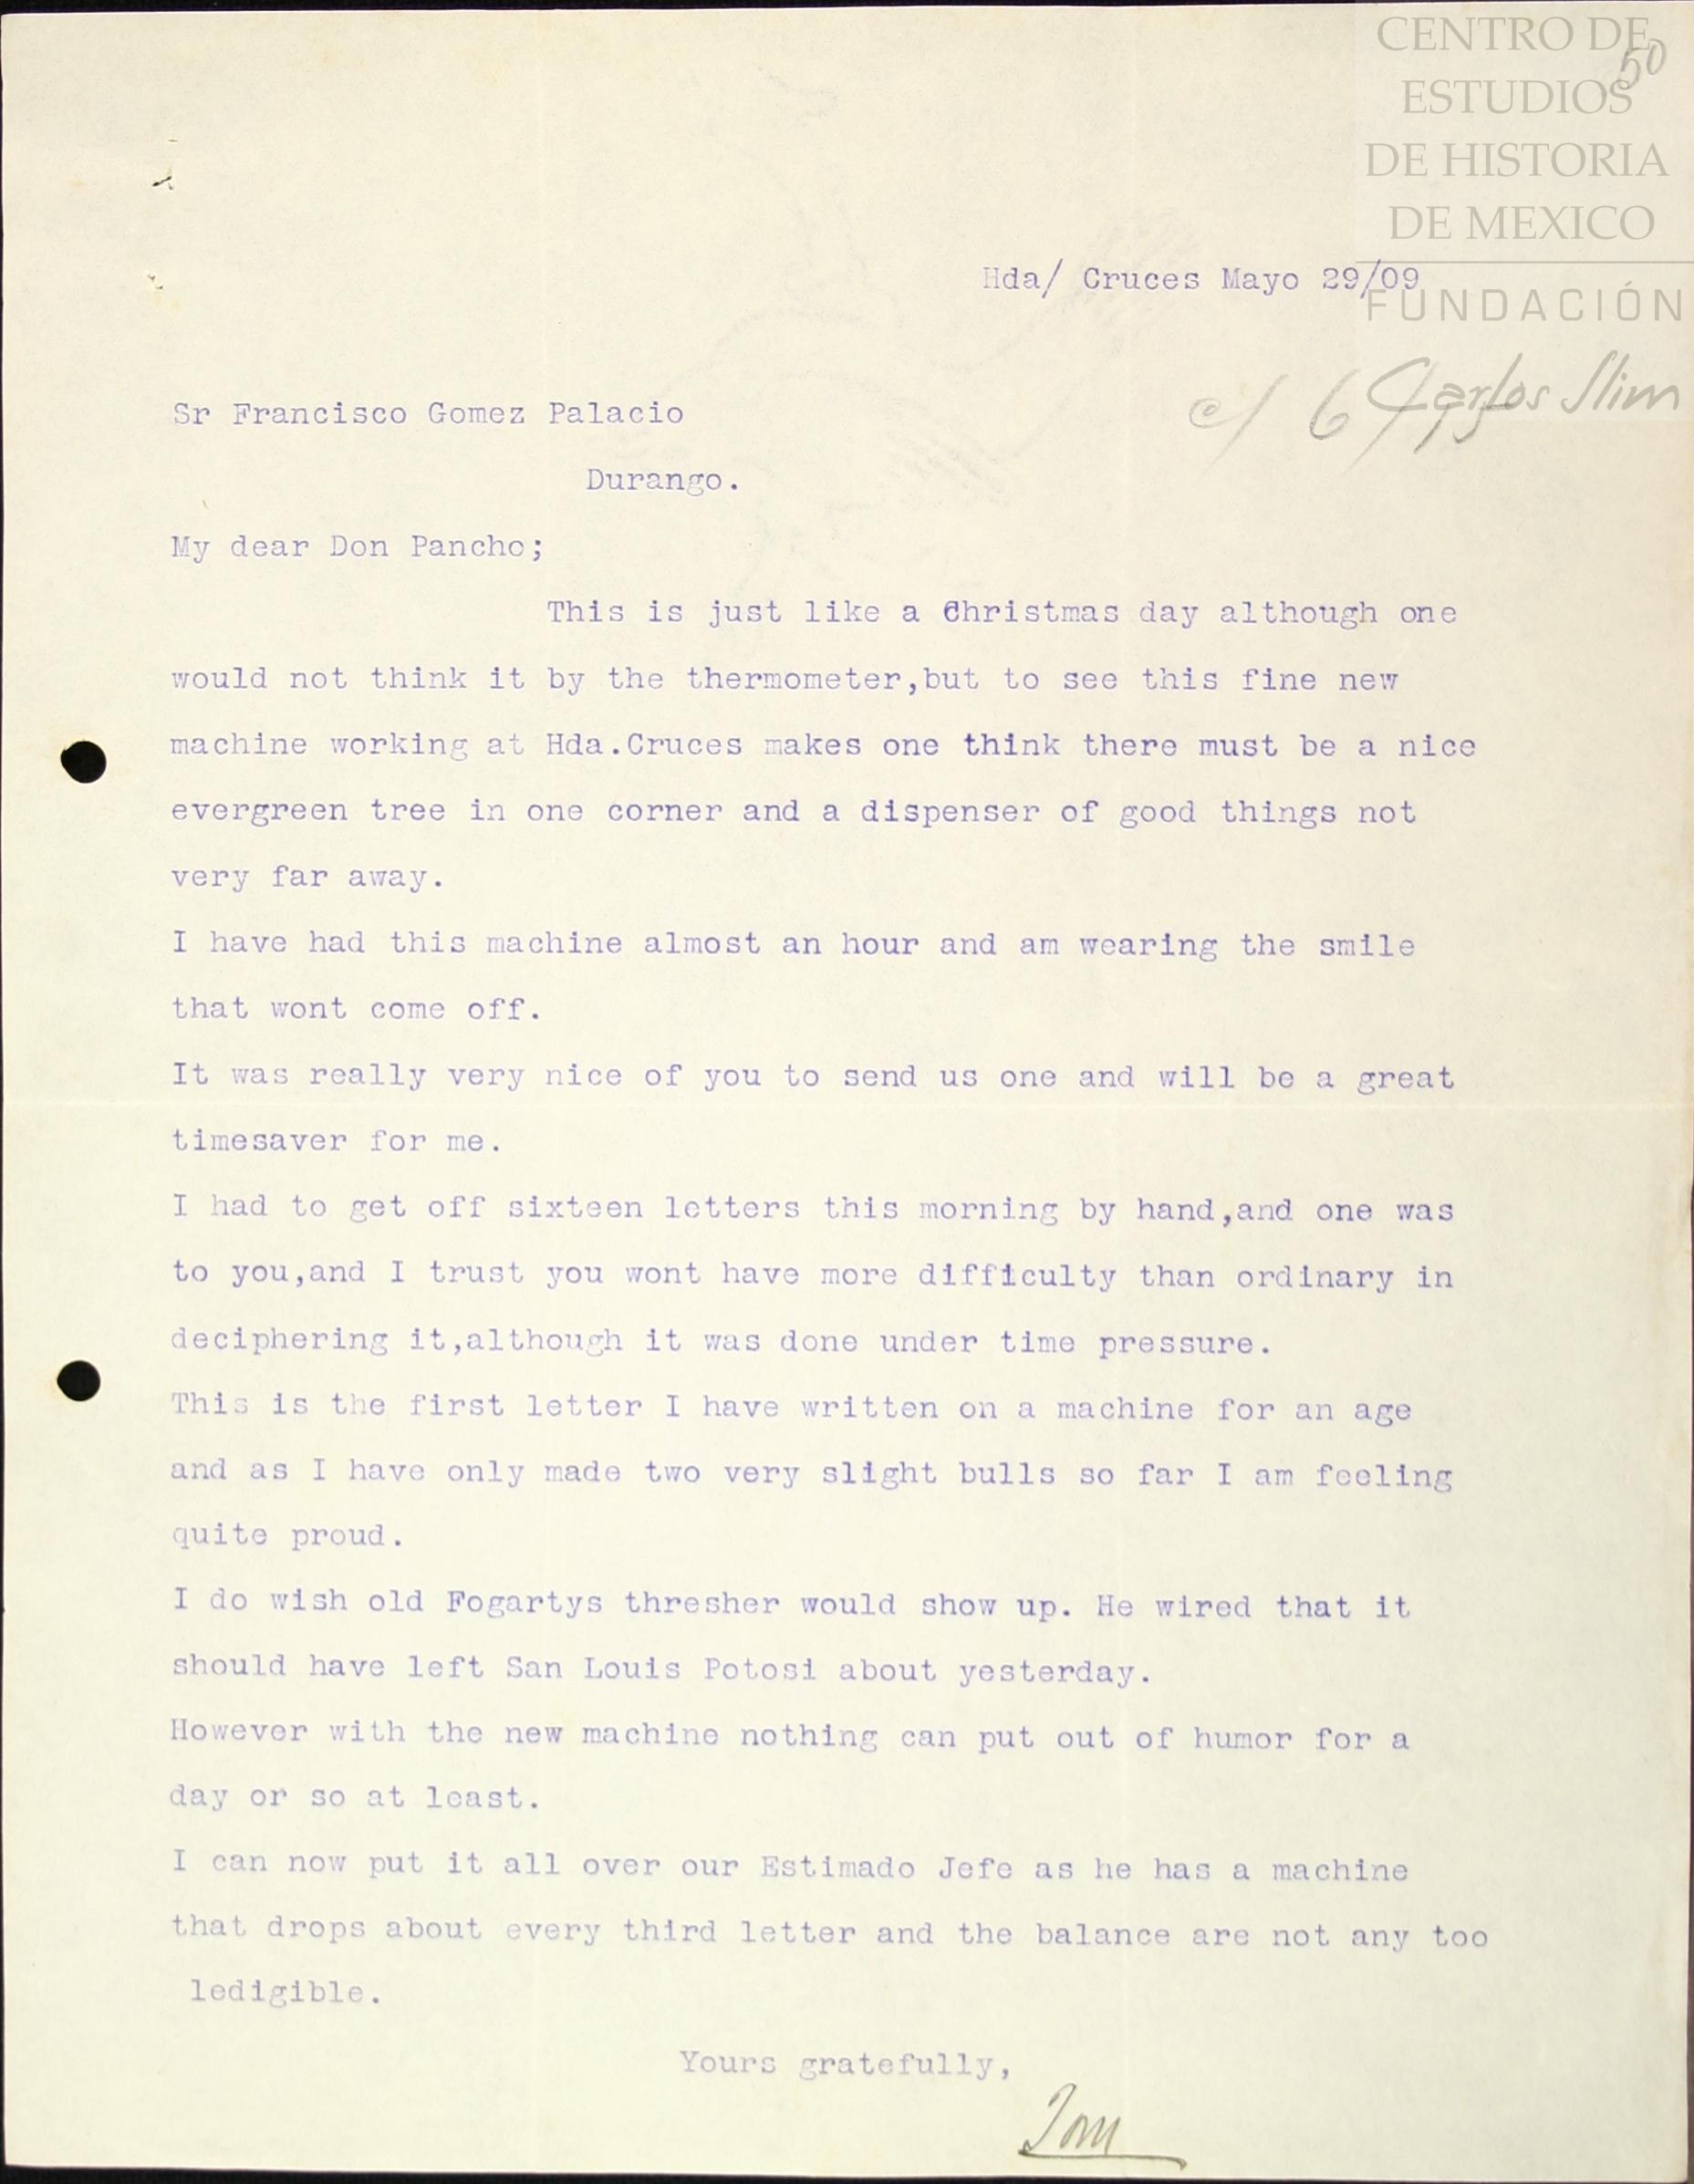 CENTRO DE
ESTUDIOS
DE HISTORIA
DE MEXICO
FUNDACIÓN
Carlos Slim
50
Hda/ Cruces Mayo 29/09
c/ 6/
Sr Francisco Gomez Palacio
Durango.
My dear Don Pancho;
This is just like a Christmas day although one
would not think it by the thermometer,but to see this fine new
machine working at Hda.Cruces makes one think there must be a nice
evergreen tree in one corner and a dispenser of good things not
very far away.
I have had this machine almost an hour and am wearing the smile
that wont come off.
It was really very nice of you to send us one and will be a great
timesaver for me.
I had to get off sixteen letters this morning by hand,and one was
to you,and I trust you wont have more difficulty than ordinary in
deciphering it,although it was done under time pressure.
This is the first letter I have written on a machine for an age
and as I have only made two very slight bulls so far I am feeling
quite proud.
I do wish old Fogartys thresher would show up. He wired that it
should have left San Louis Potosi about yesterday.
However with the new machine nothing can put out of humor for a
day or so at least.
I can now put it all over our Estimado Jefe as he has a machine
that drops about every third letter and the balance are not any too
ledigible.
Yours gratefully,
Tom